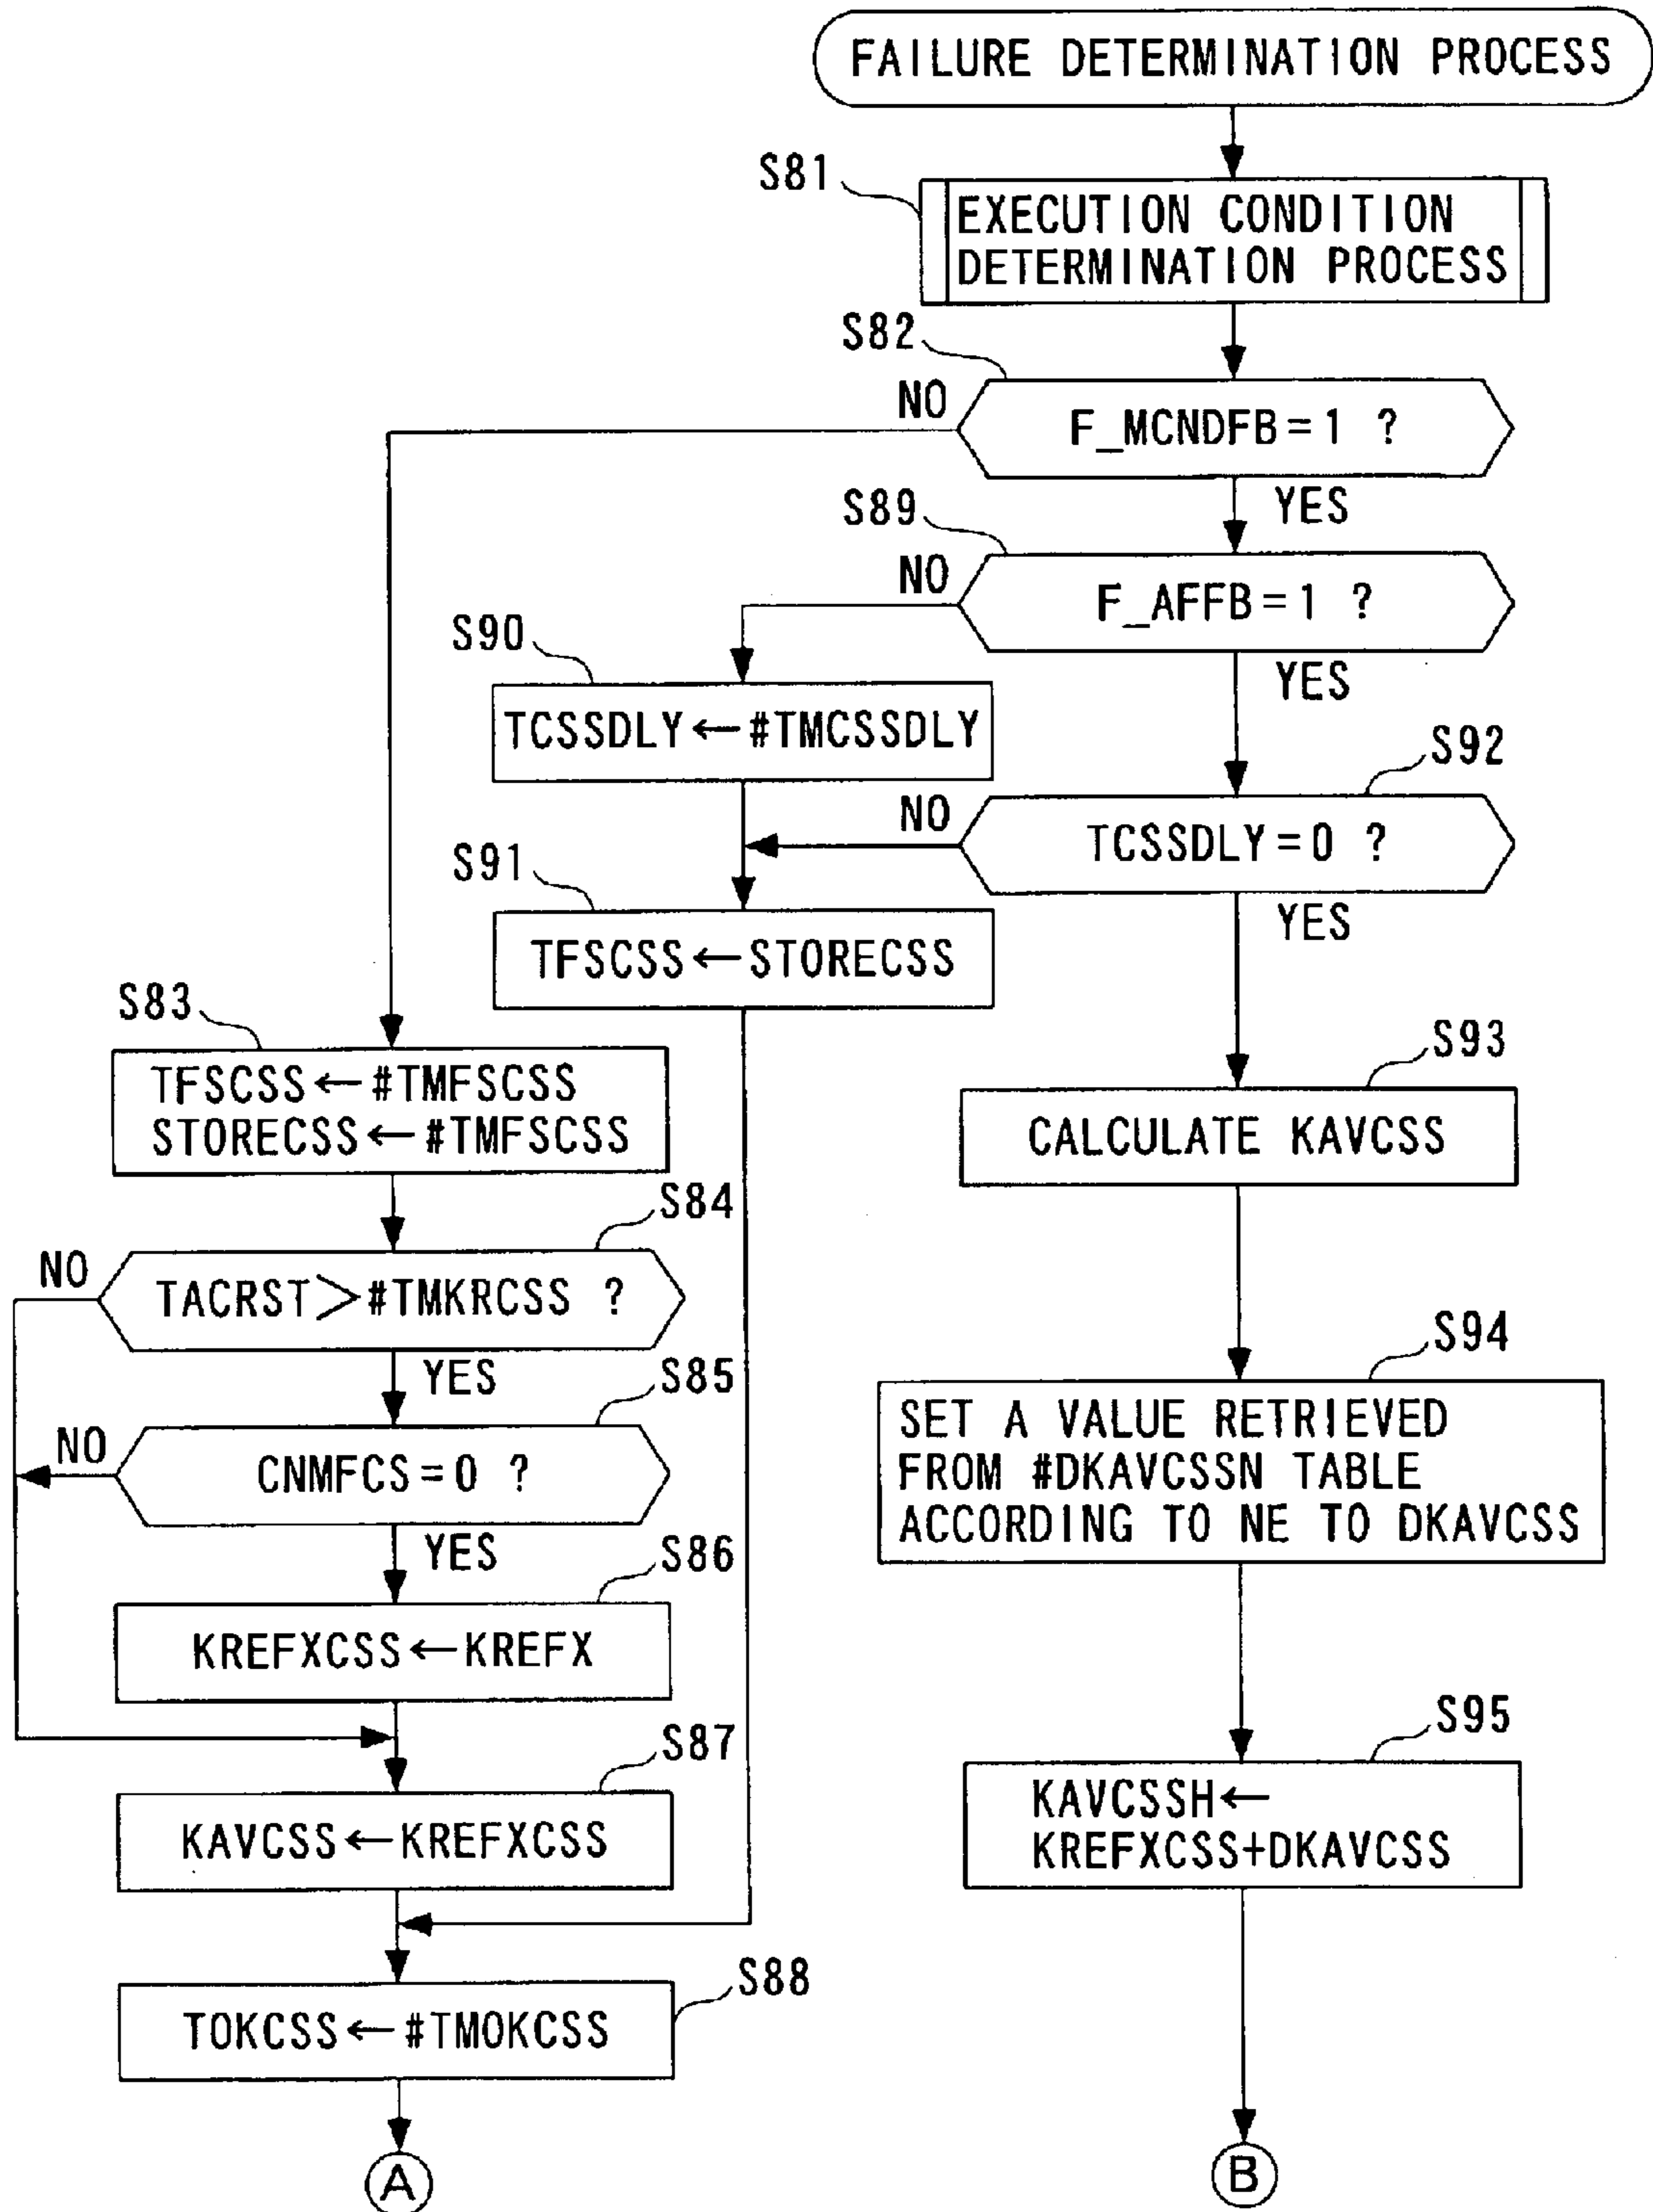 FAILURE DETERMINATION PROCESS
S81
EXECUTION CONDITION
DETERMINATION PROCESS
S82
NO
F_MCNDFB=1 ?
YES
S89
NO
F_AFFB=1 ?
YES
S90
TCSSDLY←#TMCSSDLY
S92
NO
TCSSDLY=0 ?
YES
S91
TFSCSS←STORECSS
S83
TFSCSS←#TMFSCSS
STORECSS←#TMFSCSS
S93
CALCULATE KAVCSS
S84
NO
TACRST>#TMKRCSS ?
YES
S85
NO
CNMFCS=0 ?
YES
S94
SET A VALUE RETRIEVED
FROM #DKAVCSSN TABLE
ACCORDING TO NE TO DKAVCSS
S86
KREFXCSS←KREFX
S87
KAVCSS←KREFXCSS
S95
KAVCSSH←
KREFXCSS+DKAVCSS
S88
TOKCSS←#TMOKCSS
A
B